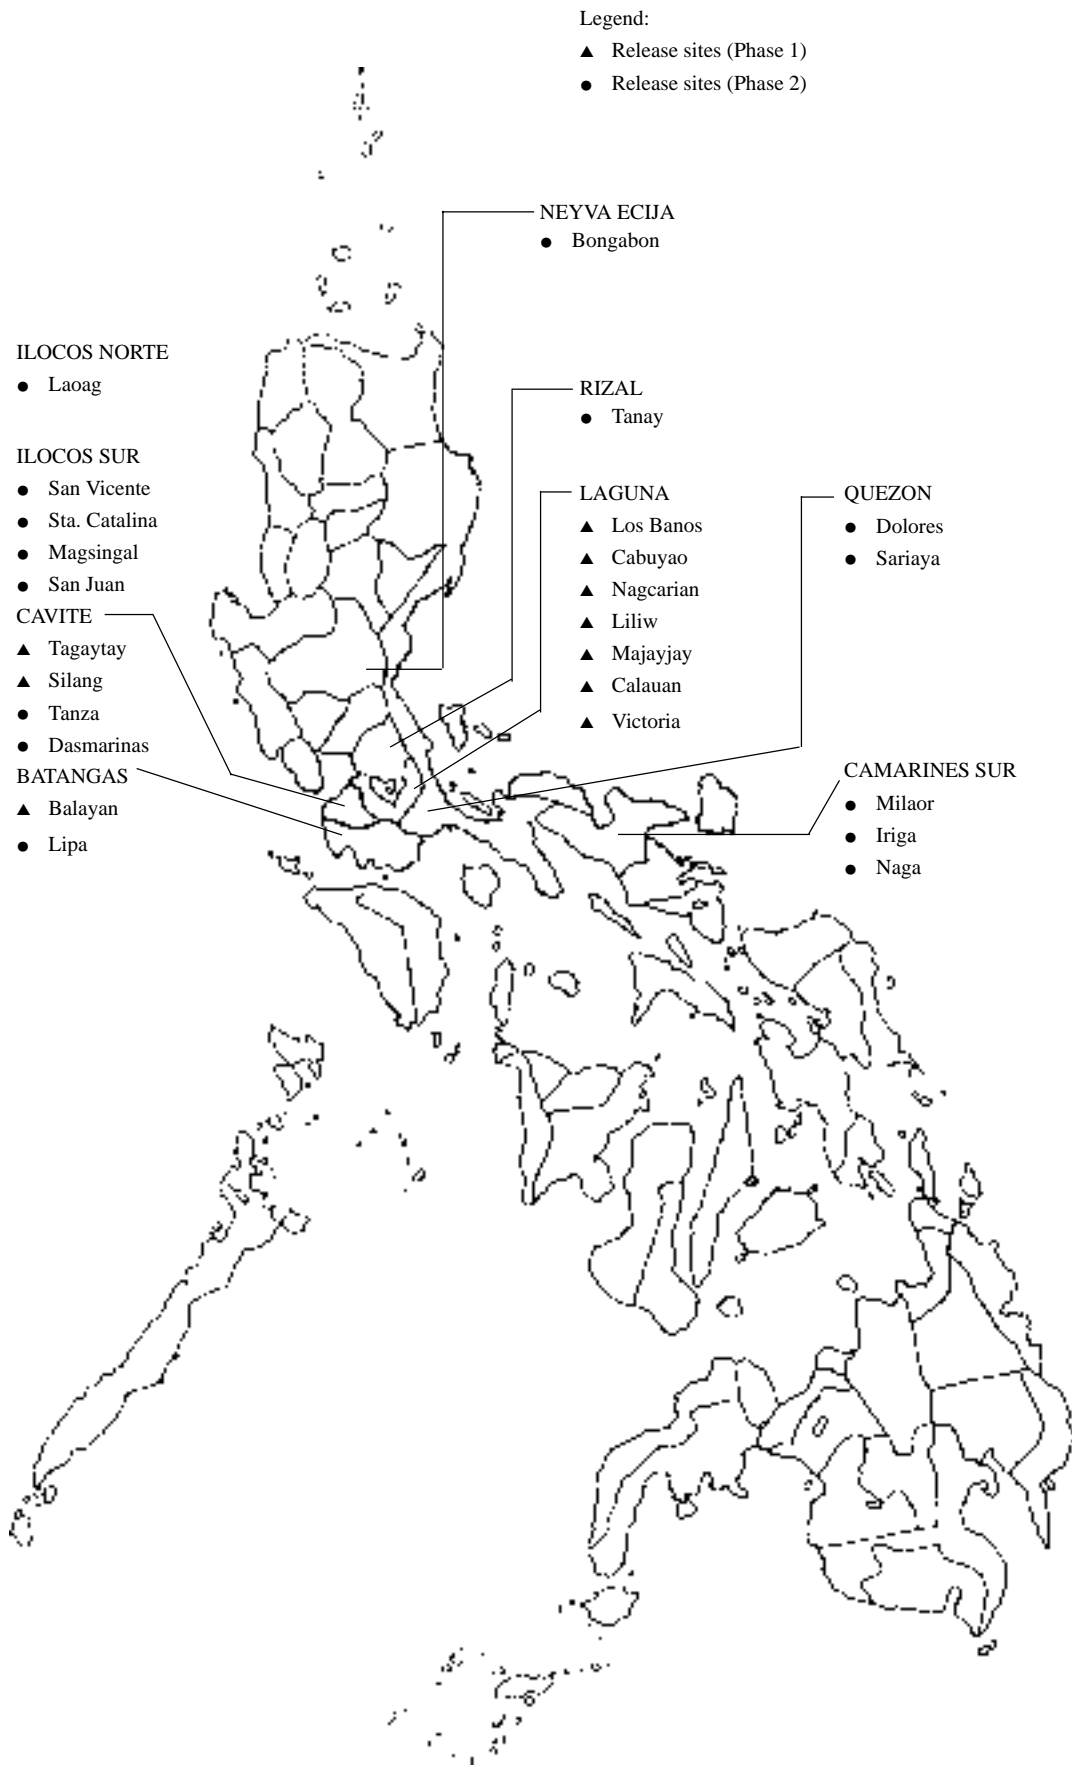 Legend:
▲ Release sites (Phase 1)
● Release sites (Phase 2)
NEYVA ECIJA
● Bongabon
ILOCOS NORTE
● Laoag
RIZAL
● Tanay
ILOCOS SUR
● San Vicente
● Sta. Catalina
● Magsingal
● San Juan
LAGUNA
▲ Los Banos
▲ Cabuyao
▲ Nagcarian
▲ Liliw
▲ Majayjay
▲ Calauan
▲ Victoria
QUEZON
● Dolores
● Sariaya
CAVITE
▲ Tagaytay
▲ Silang
● Tanza
● Dasmarinas
BATANGAS
▲ Balayan
● Lipa
CAMARINES SUR
● Milaor
● Iriga
● Naga